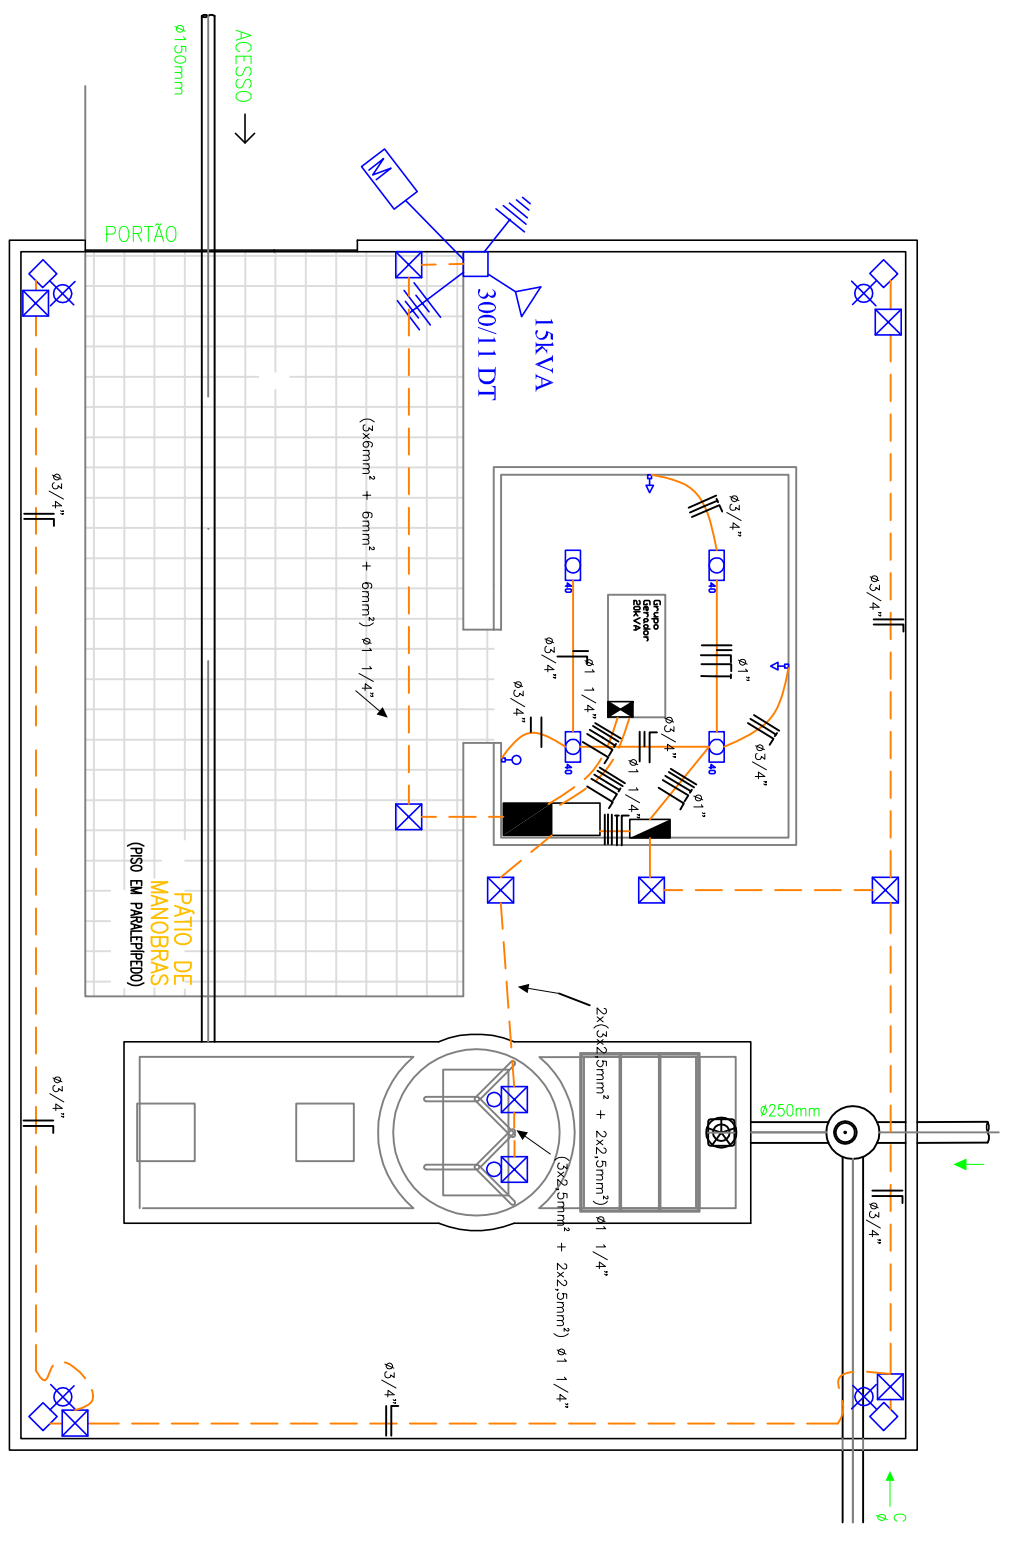 ACESSO
ø150mm
PORTÃO
M
15kVA
300/11 DT
(3x6mm² + 6mm² + 6mm²) ø1 1/4"
ø3/4"
ø3/4"
ø3/4"
40
40
Grupo
Gerador
20kVA
ø3/4"
ø1"
ø1 1/4"
ø3/4"
ø3/4"
ø3/4"
40
40
ø1 1/4"
ø1"
PÁTIO DE
MANOBRAS
(PISO EM PARALEPÍPEDO)
2x(3x2,5mm² + 2x2,5mm²) ø1 1/4"
(3x2,5mm² + 2x2,5mm²) ø1 1/4"
ø3/4"
ø250mm
ø3/4"
ø3/4"
C
ø